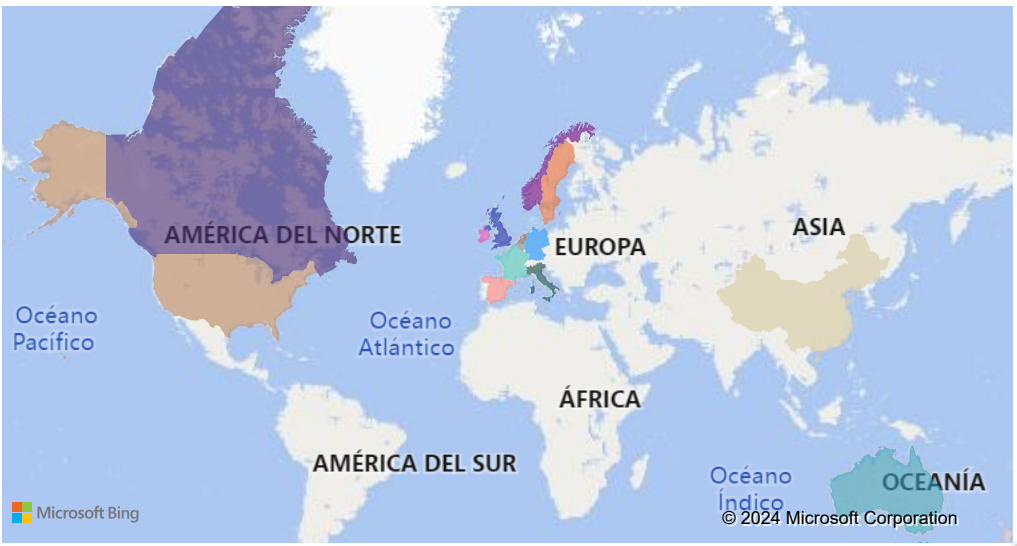 AMÉRICA DEL NORTE
EUROPA
ASIA
Océano
Pacífico
Océano
Atlántico
ÁFRICA
AMÉRICA DEL SUR
Océano
Índico
OCEANÍA
Microsoft Bing
© 2024 Microsoft Corporation